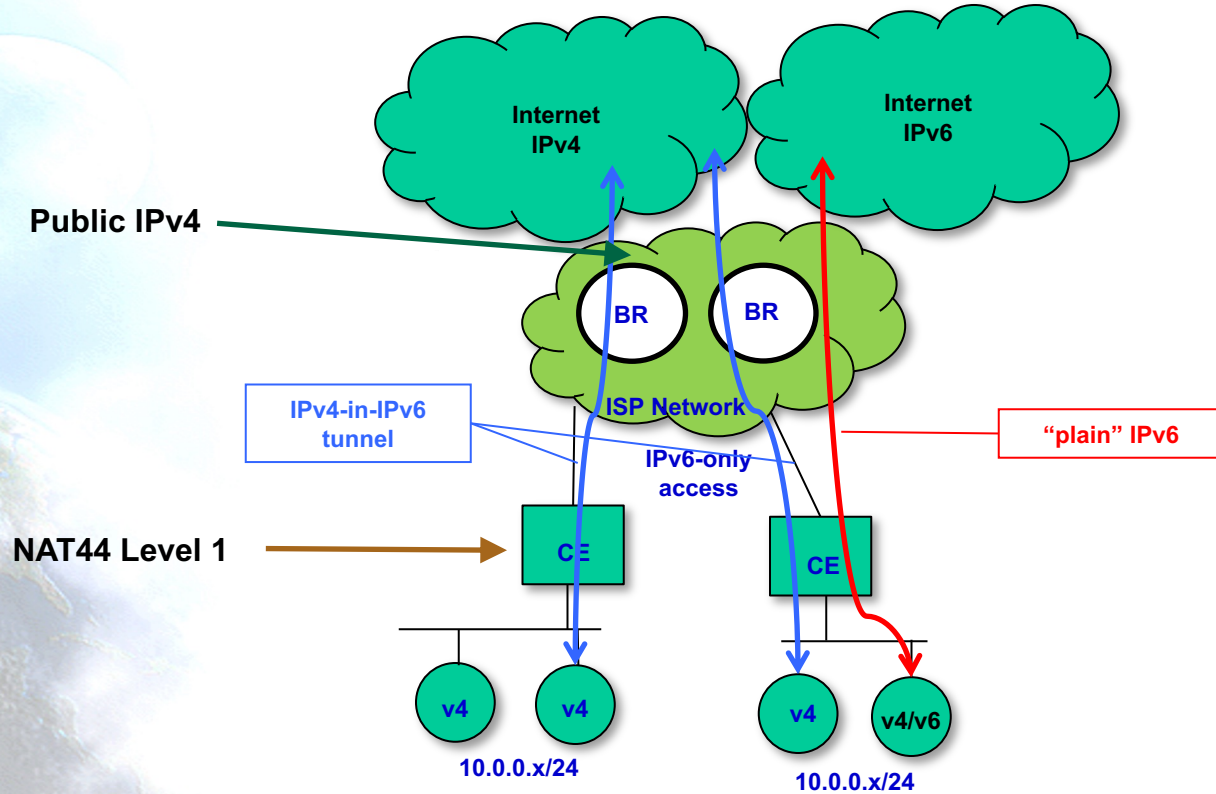 Internet
IPv4
Internet
IPv6
Public IPv4
BR
BR
ISP Network
IPv4-in-IPv6
tunnel
"plain" IPv6
IPv6-only
access
NAT44 Level 1
CE
CE
v4
v4
v4
v4/v6
10.0.0.x/24
10.0.0.x/24